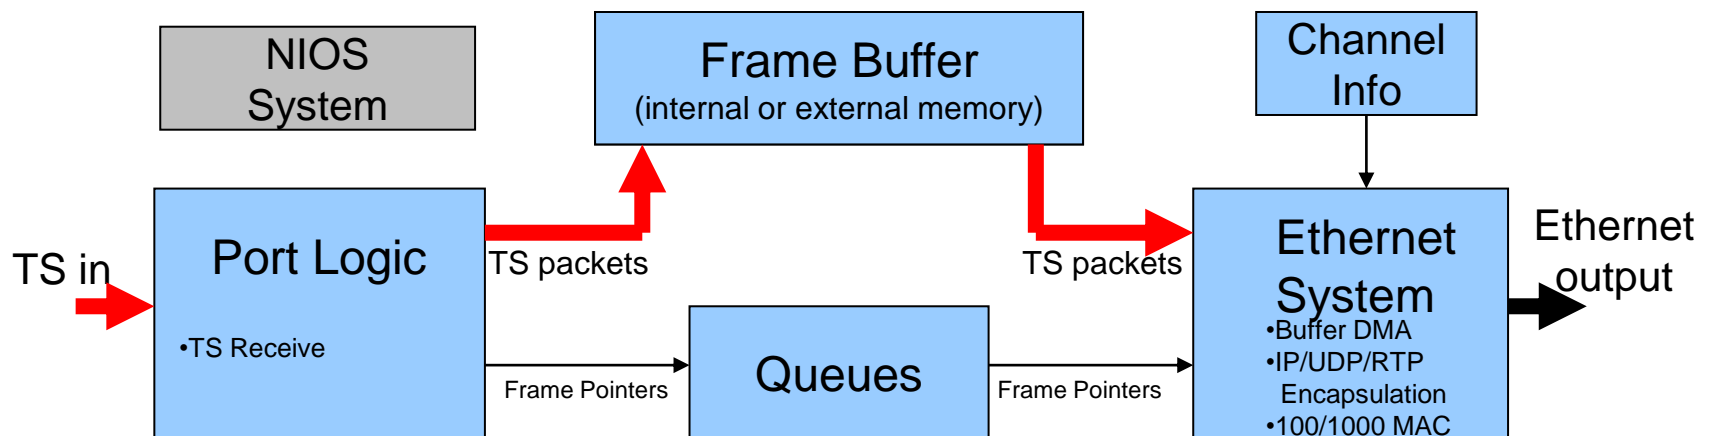 NIOS
System
Frame Buffer
(internal or external memory)
Channel
Info
TS in
Port Logic
•TS Receive
TS packets
TS packets
Frame Pointers
Queues
Frame Pointers
Ethernet
System
•Buffer DMA
•IP/UDP/RTP
Encapsulation
•100/1000 MAC
Ethernet
output